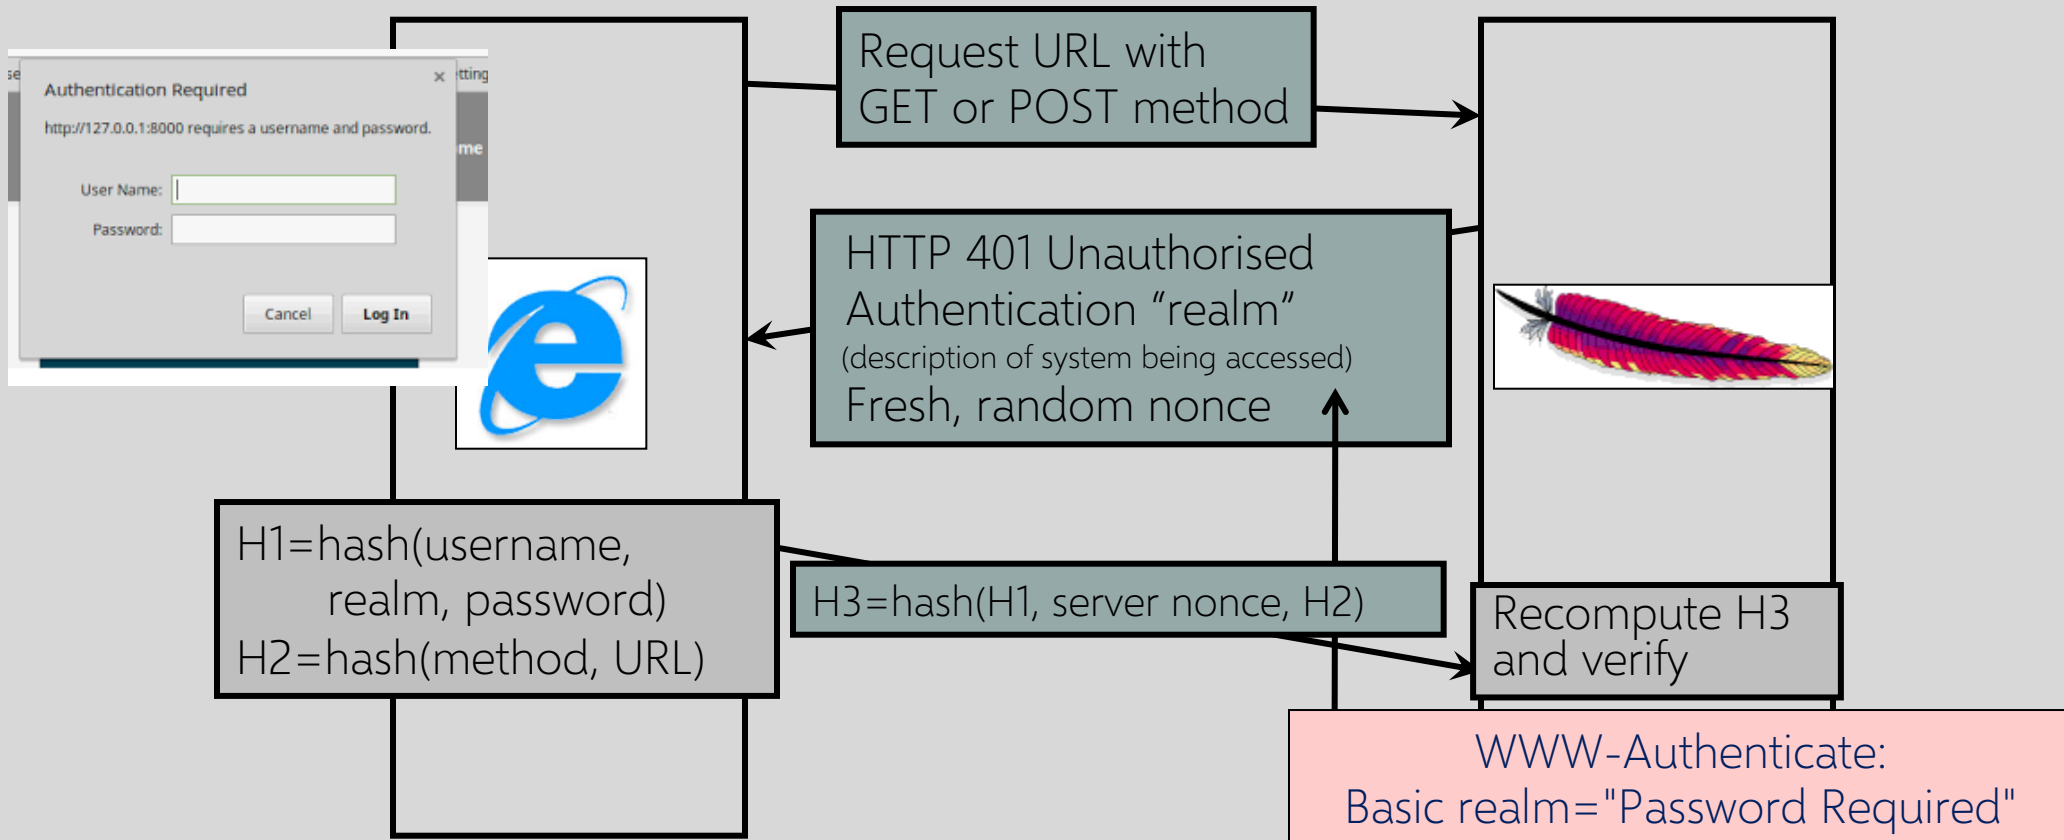 se
etting
Authentication Required
×
http://127.0.0.1:8000 requires a username and password.
ome
User Name:
Password:
Cancel
Log In
Request URL with
GET or POST method
HTTP 401 Unauthorised
Authentication “realm”
(description of system being accessed)
Fresh, random nonce
H1=hash(username,
realm, password)
H2=hash(method, URL)
H3=hash(H1, server nonce, H2)
Recompute H3
and verify
WWW-Authenticate:
Basic realm="Password Required"